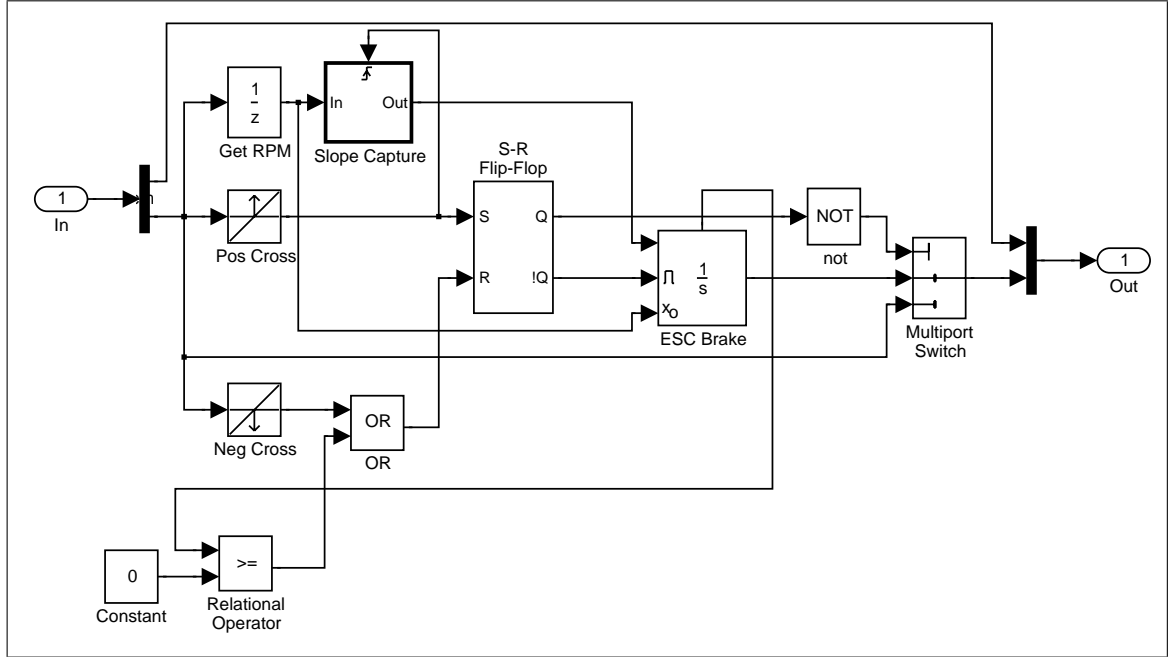 1
In
1
z
Get RPM
In
Out
Slope Capture
Pos Cross
S-R
Flip-Flop
S
Q
R
!Q
1
s
xo
ESC Brake
NOT
not
Multiport
Switch
1
Out
Neg Cross
OR
OR
0
Constant
>=
Relational
Operator